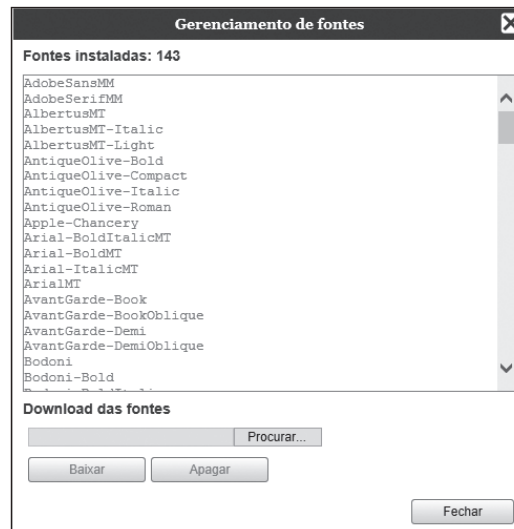 Gerenciamento de fontes
Fontes instaladas: 143
AdobeSansMM
AdobeSerifMM
AlbertusMT
AlbertusMT-Italic
AlbertusMT-Light
AntiqueOlive-Bold
AntiqueOlive-Compact
AntiqueOlive-Italic
AntiqueOlive-Roman
Apple-Chancery
Arial-BoldItalicMT
Arial-BoldMT
Arial-ItalicMT
ArialMT
AvantGarde-Book
AvantGarde-BookOblique
AvantGarde-Demi
AvantGarde-DemiOblique
Bodoni
Bodoni-Bold
Download das fontes
Procurar...
Baixar Apagar
Fechar